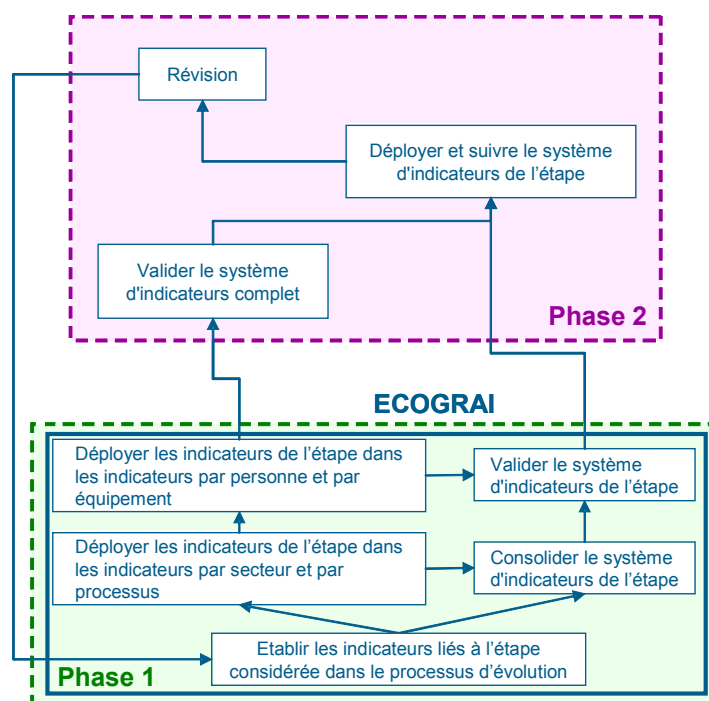 Révision
Déployer et suivre le système
d'indicateurs de l'étape
Valider le système
d'indicateurs complet
Phase 2
ECOGRAI
Déployer les indicateurs de l’étape dans
les indicateurs par personne et par
équipement
Valider le système
d'indicateurs de l’étape
Déployer les indicateurs de l’étape dans
les indicateurs par secteur et par
processus
Consolider le système
d'indicateurs de l’étape
Etablir les indicateurs liés à l’étape
considérée dans le processus d’évolution
Phase 1